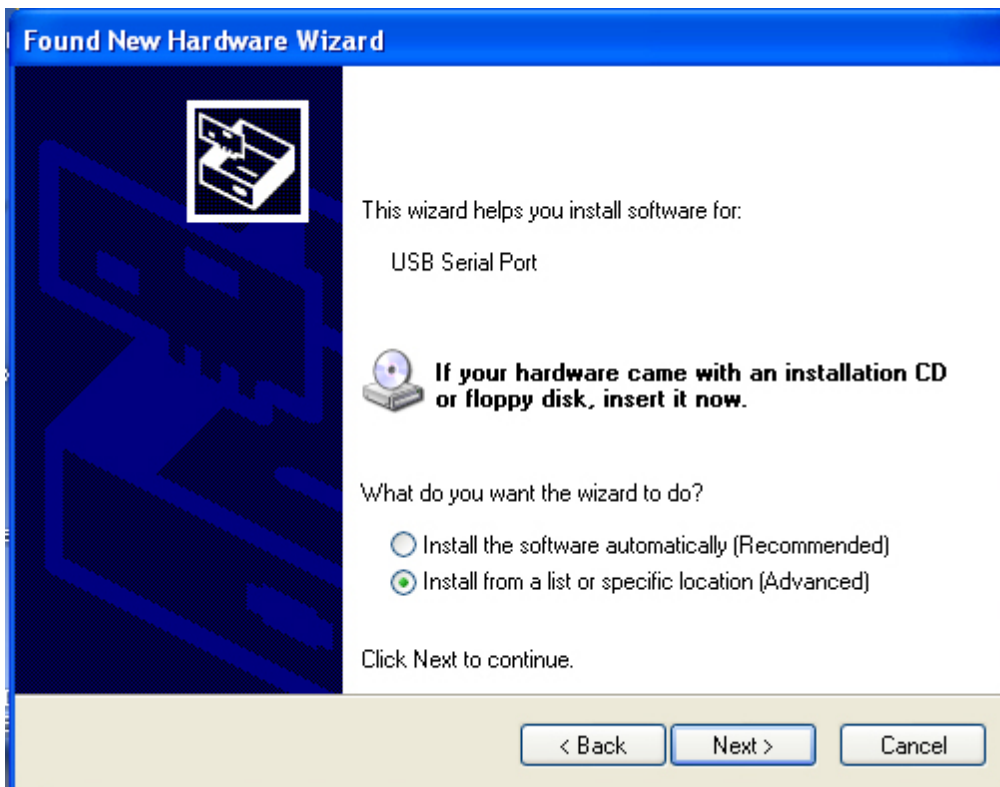 Found New Hardware Wizard
This wizard helps you install software for:
USB Serial Port
If your hardware came with an installation CD
or floppy disk, insert it now.
What do you want the wizard to do?
Install the software automatically (Recommended)
Install from a list or specific location (Advanced)
Click Next to continue.
< Back
Next >
Cancel